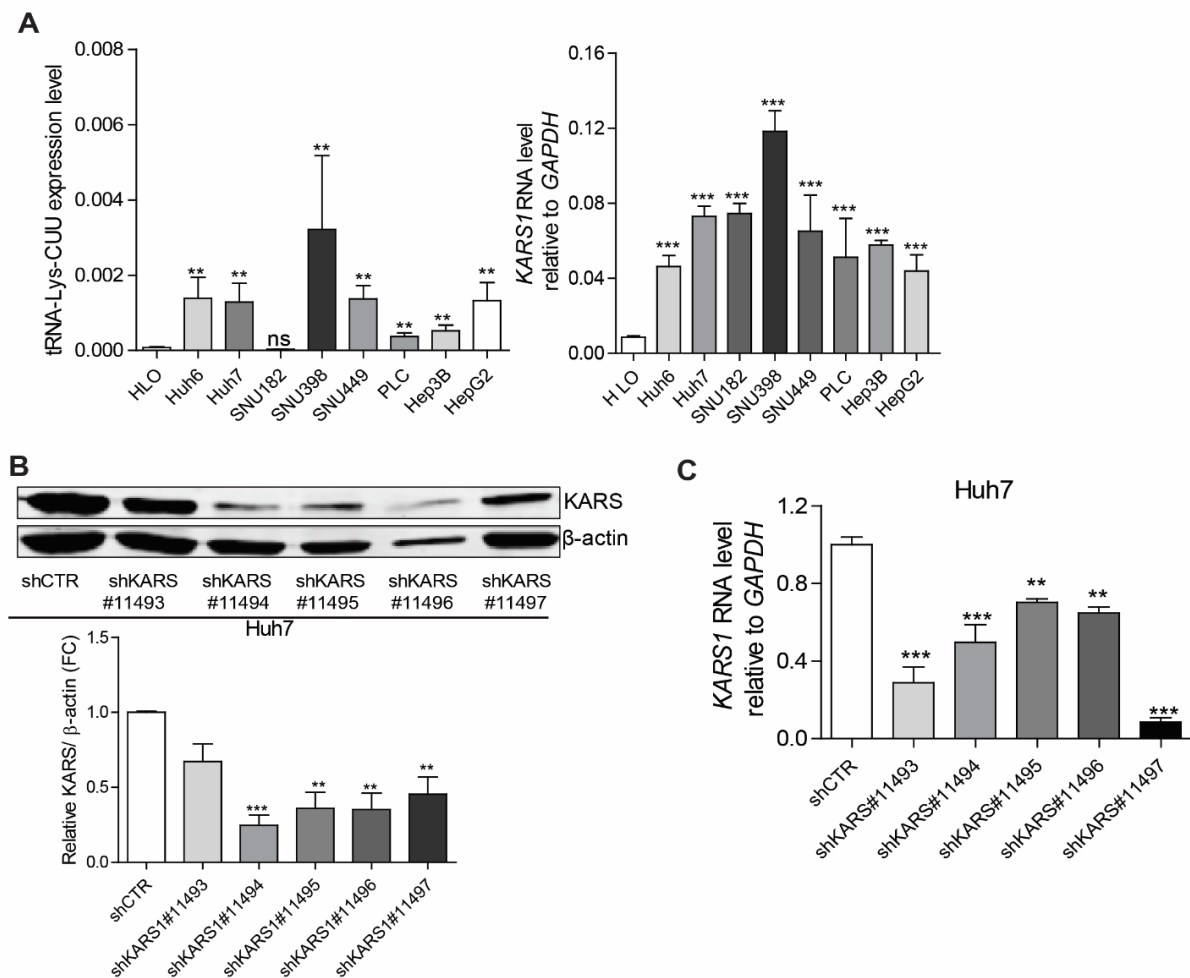 A
tRNA-Lys-CUU expression level
0.008
0.006
0.004
0.002
0.000
**
**
ns
**
**
**
**
**
HLO
Huh6
Huh7
SNU182
SNU398
SNU449
PLC
Hep3B
HepG2
KARS1 RNA level
relative to GAPDH
0.16
0.12
0.08
0.04
0.00
***
***
***
***
***
***
***
***
H LO
Huh6
Huh7
SNU182
SNU398
SNU449
PLC
Hep3B
HepG2
B
KARS
β-actin
shCTR shKARS shKARS shKARS shKARS shKARS
#11493 #11494 #11495 #11496 #11497
Huh7
Relative KARS/ β-actin (FC)
1.5
1.0
0.5
0.0
***
**
**
**
shCTR
shKARS1#11493
shKARS1#11494
shKARS1#11495
shKARS1#11496
shKARS1#11497
C
Huh7
KARS1 RNA level
relative to GAPDH
1.2
0.8
0.4
0.0
***
***
**
**
***
shCTR
shKARS#11493
shKARS#11494
shKARS#11495
shKARS#11496
shKARS#11497